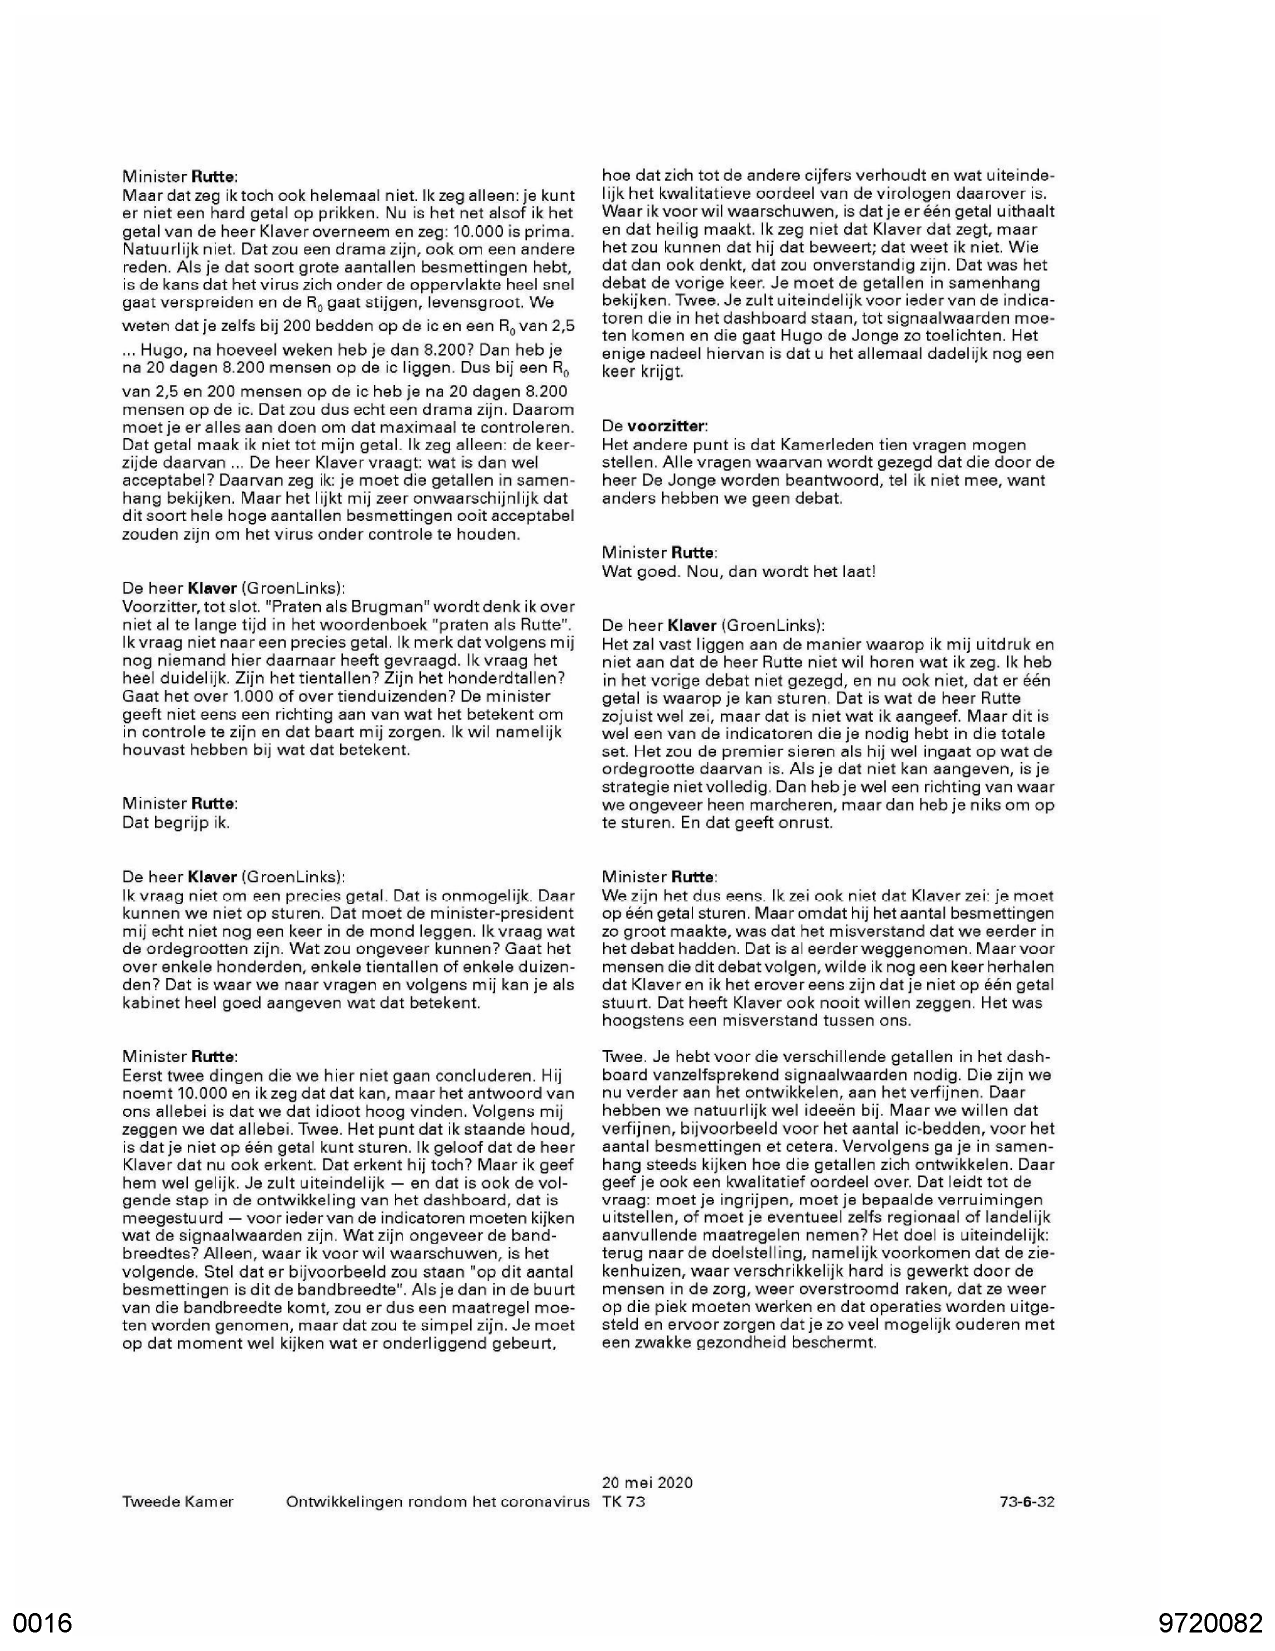 Minister Rutte:
Maar dat zeg ik toch ook helemaal niet. Ik zeg alleen: je kunt
er niet een hard getal op prikken. Nu is het net alsof ik het
getal van de heer Klaver overneem en zeg: 10.000 is prima.
Natuurlijk niet. Dat zou een drama zijn, ook om een andere
reden. Als je dat soort grote aantallen besmettingen hebt,
is de kans dat het virus zich onder de oppervlakte heel snel
gaat verspreiden en de R₀ gaat stijgen, levensgroot. We
weten dat je zelfs bij 200 bedden op de ic en een R₀ van 2,5
... Hugo, na hoeveel weken heb je dan 8.200? Dan heb je
na 20 dagen 8.200 mensen op de ic liggen. Dus bij een R₀
van 2,5 en 200 mensen op de ic heb je na 20 dagen 8.200
mensen op de ic. Dat zou dus echt een drama zijn. Daarom
moet je er alles aan doen om dat maximaal te controleren.
Dat getal maak ik niet tot mijn getal. Ik zeg alleen: de keer-
zijde daarvan ... De heer Klaver vraagt: wat is dan wel
acceptabel? Daarvan zeg ik: je moet die getallen in samen-
hang bekijken. Maar het lijkt mij zeer onwaarschijnlijk dat
dit soort hele hoge aantallen besmettingen ooit acceptabel
zouden zijn om het virus onder controle te houden.
De heer Klaver (GroenLinks):
Voorzitter, tot slot. "Praten als Brugman" wordt denk ik over
niet al te lange tijd in het woordenboek "praten als Rutte".
Ik vraag niet naar een precies getal. Ik merk dat volgens mij
nog niemand hier daarnaar heeft gevraagd. Ik vraag het
heel duidelijk. Zijn het tientallen? Zijn het honderdtallen?
Gaat het over 1.000 of over tienduizenden? De minister
geeft niet eens een richting aan van wat het betekent om
in controle te zijn en dat baart mij zorgen. Ik wil namelijk
houvast hebben bij wat dat betekent.
Minister Rutte:
Dat begrijp ik.
De heer Klaver (GroenLinks):
Ik vraag niet om een precies getal. Dat is onmogelijk. Daar
kunnen we niet op sturen. Dat moet de minister-president
mij echt niet nog een keer in de mond leggen. Ik vraag wat
de ordegrootten zijn. Wat zou ongeveer kunnen? Gaat het
over enkele honderden, enkele tientallen of enkele duizen-
den? Dat is waar we naar vragen en volgens mij kan je als
kabinet heel goed aangeven wat dat betekent.
Minister Rutte:
Eerst twee dingen die we hier niet gaan concluderen. Hij
noemt 10.000 en ik zeg dat dat kan, maar het antwoord van
ons allebei is dat we dat idioot hoog vinden. Volgens mij
zeggen we dat allebei. Twee. Het punt dat ik staande houd,
is dat je niet op één getal kunt sturen. Ik geloof dat de heer
Klaver dat nu ook erkent. Dat erkent hij toch? Maar ik geef
hem wel gelijk. Je zult uiteindelijk — en dat is ook de vol-
gende stap in de ontwikkeling van het dashboard, dat is
meegestuurd — voor ieder van de indicatoren moeten kijken
wat de signaalwaarden zijn. Wat zijn ongeveer de band-
breedtes? Alleen, waar ik voor wil waarschuwen, is het
volgende. Stel dat er bijvoorbeeld zou staan "op dit aantal
besmettingen is dit de bandbreedte". Als je dan in de buurt
van die bandbreedte komt, zou er dus een maatregel moe-
ten worden genomen, maar dat zou te simpel zijn. Je moet
op dat moment wel kijken wat er onderliggend gebeurt,
hoe dat zich tot de andere cijfers verhoudt en wat uiteinde-
lijk het kwalitatieve oordeel van de virologen daarover is.
Waar ik voor wil waarschuwen, is dat je er één getal uithaalt
en dat heilig maakt. Ik zeg niet dat Klaver dat zegt, maar
het zou kunnen dat hij dat beweert; dat weet ik niet. Wie
dat dan ook denkt, dat zou onverstandig zijn. Dat was het
debat de vorige keer. Je moet de getallen in samenhang
bekijken. Twee. Je zult uiteindelijk voor ieder van de indica-
toren die in het dashboard staan, tot signaalwaarden moe-
ten komen en die gaat Hugo de Jonge zo toelichten. Het
enige nadeel hiervan is dat u het allemaal dadelijk nog een
keer krijgt.
De voorzitter:
Het andere punt is dat Kamerleden tien vragen mogen
stellen. Alle vragen waarvan wordt gezegd dat die door de
heer De Jonge worden beantwoord, tel ik niet mee, want
anders hebben we geen debat.
Minister Rutte:
Wat goed. Nou, dan wordt het laat!
De heer Klaver (GroenLinks):
Het zal vast liggen aan de manier waarop ik mij uitdruk en
niet aan dat de heer Rutte niet wil horen wat ik zeg. Ik heb
in het vorige debat niet gezegd, en nu ook niet, dat er één
getal is waarop je kan sturen. Dat is wat de heer Rutte
zojuist wel zei, maar dat is niet wat ik aangeef. Maar dit is
wel een van de indicatoren die je nodig hebt in die totale
set. Het zou de premier sieren als hij wel ingaat op wat de
ordegrootte daarvan is. Als je dat niet kan aangeven, is je
strategie niet volledig. Dan heb je wel een richting van waar
we ongeveer heen marcheren, maar dan heb je niks om op
te sturen. En dat geeft onrust.
Minister Rutte:
We zijn het dus eens. Ik zei ook niet dat Klaver zei: je moet
op één getal sturen. Maar omdat hij het aantal besmettingen
zo groot maakte, was dat het misverstand dat we eerder in
het debat hadden. Dat is al eerder weggenomen. Maar voor
mensen die dit debat volgen, wilde ik nog een keer herhalen
dat Klaver en ik het erover eens zijn dat je niet op één getal
stuurt. Dat heeft Klaver ook nooit willen zeggen. Het was
hoogstens een misverstand tussen ons.
Twee. Je hebt voor die verschillende getallen in het dash-
board vanzelfsprekend signaalwaarden nodig. Die zijn we
nu verder aan het ontwikkelen, aan het verfijnen. Daar
hebben we natuurlijk wel ideeën bij. Maar we willen dat
verfijnen, bijvoorbeeld voor het aantal ic-bedden, voor het
aantal besmettingen et cetera. Vervolgens ga je in samen-
hang steeds kijken hoe die getallen zich ontwikkelen. Daar
geef je ook een kwalitatief oordeel over. Dat leidt tot de
vraag: moet je ingrijpen, moet je bepaalde verruimingen
uitstellen, of moet je eventueel zelfs regionaal of landelijk
aanvullende maatregelen nemen? Het doel is uiteindelijk:
terug naar de doelstelling, namelijk voorkomen dat de zie-
kenhuizen, waar verschrikkelijk hard is gewerkt door de
mensen in de zorg, weer overstroomd raken, dat ze weer
op die piek moeten werken en dat operaties worden uitge-
steld en ervoor zorgen dat je zo veel mogelijk ouderen met
een zwakke gezondheid beschermt.
20 mei 2020
Tweede Kamer Ontwikkelingen rondom het coronavirus TK 73 73-6-32
0016 9720082